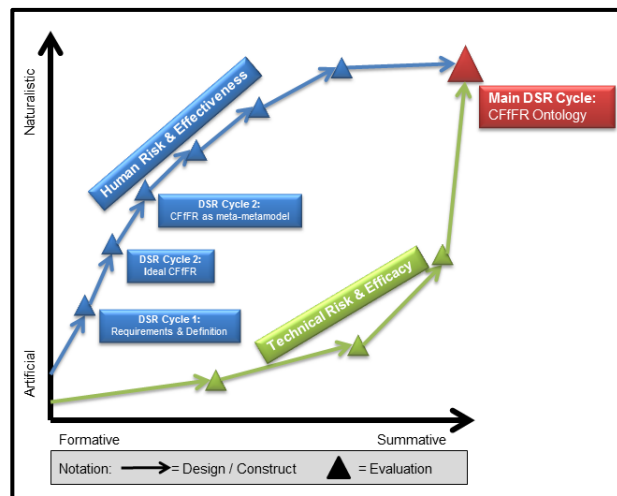 Naturalistic
Human Risk & Effectiveness
Main DSR Cycle:
CFfFR Ontology
DSR Cycle 2:
CFfFR as meta-metamodel
DSR Cycle 2:
Ideal CFfFR
DSR Cycle 1:
Requirements & Definition
Technical Risk & Efficacy
Artificial
Formative
Summative
Notation: = Design / Construct = Evaluation